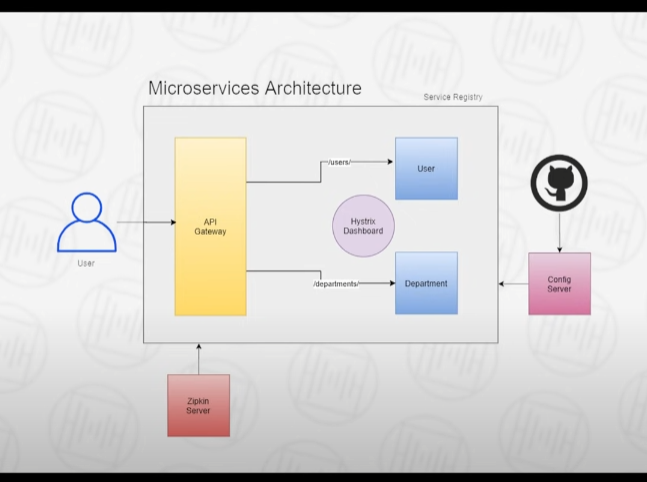 Microservices Architecture
Service Registry
/users/
User
API
Gateway
Hystrix
Dashboard
User
/departments/
Department
Config
Server
Zipkin
Server